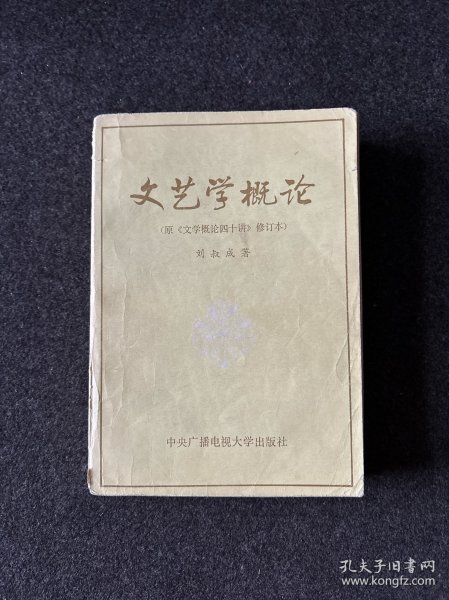 文艺学概论
(原《文学概论四十讲》修订本)
刘叔成著
中央广播电视大学出版社
孔夫子旧书网
www.kongfz.com